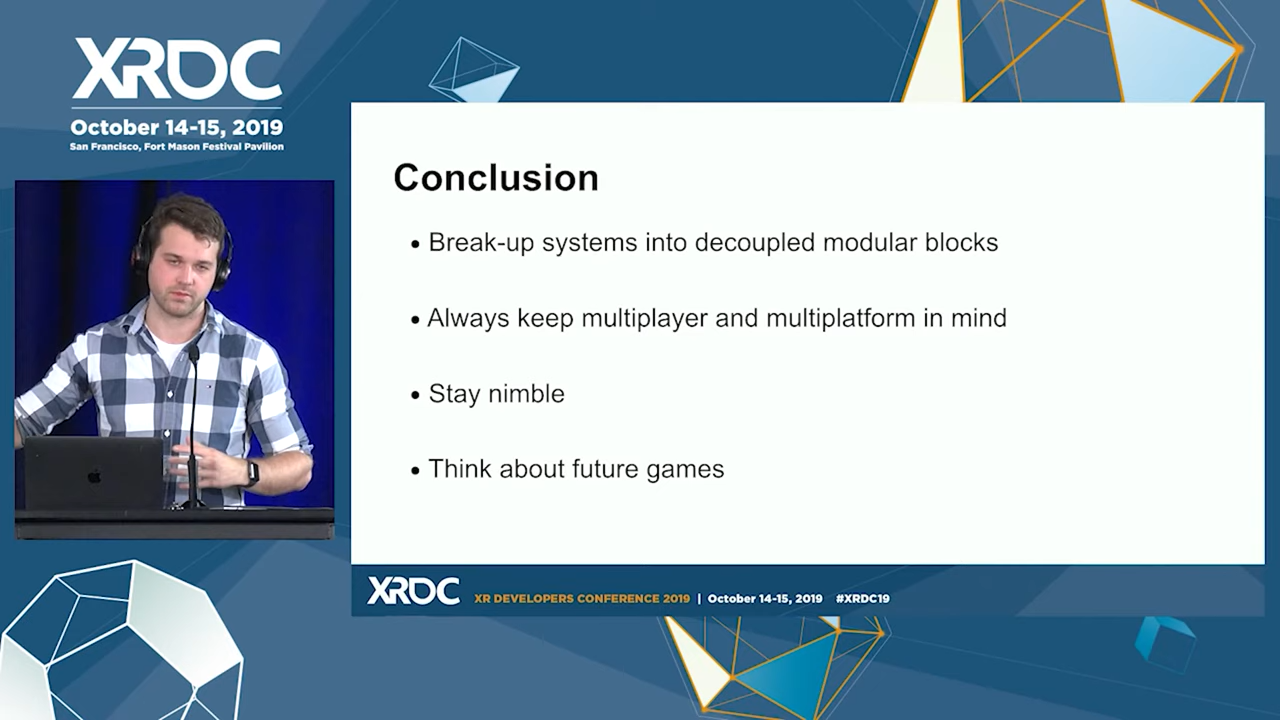 XRDC
October 14-15, 2019
San Francisco, Fort Mason Festival Pavilion
Conclusion
• Break-up systems into decoupled modular blocks
• Always keep multiplayer and multiplatform in mind
• Stay nimble
• Think about future games
XRDC XR DEVELOPERS CONFERENCE 2019 | October 14-15, 2019 #XRDC19